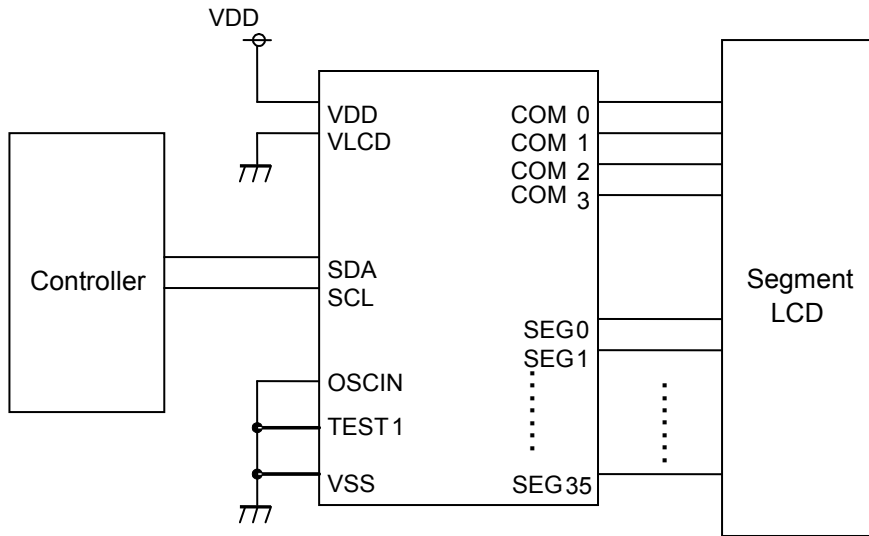 VDD
VDD
VLCD
SDA
SCL
OSCIN
TEST1
VSS
COM 0
COM 1
COM 2
COM 3
SEG0
SEG1
SEG35
Controller
Segment
LCD